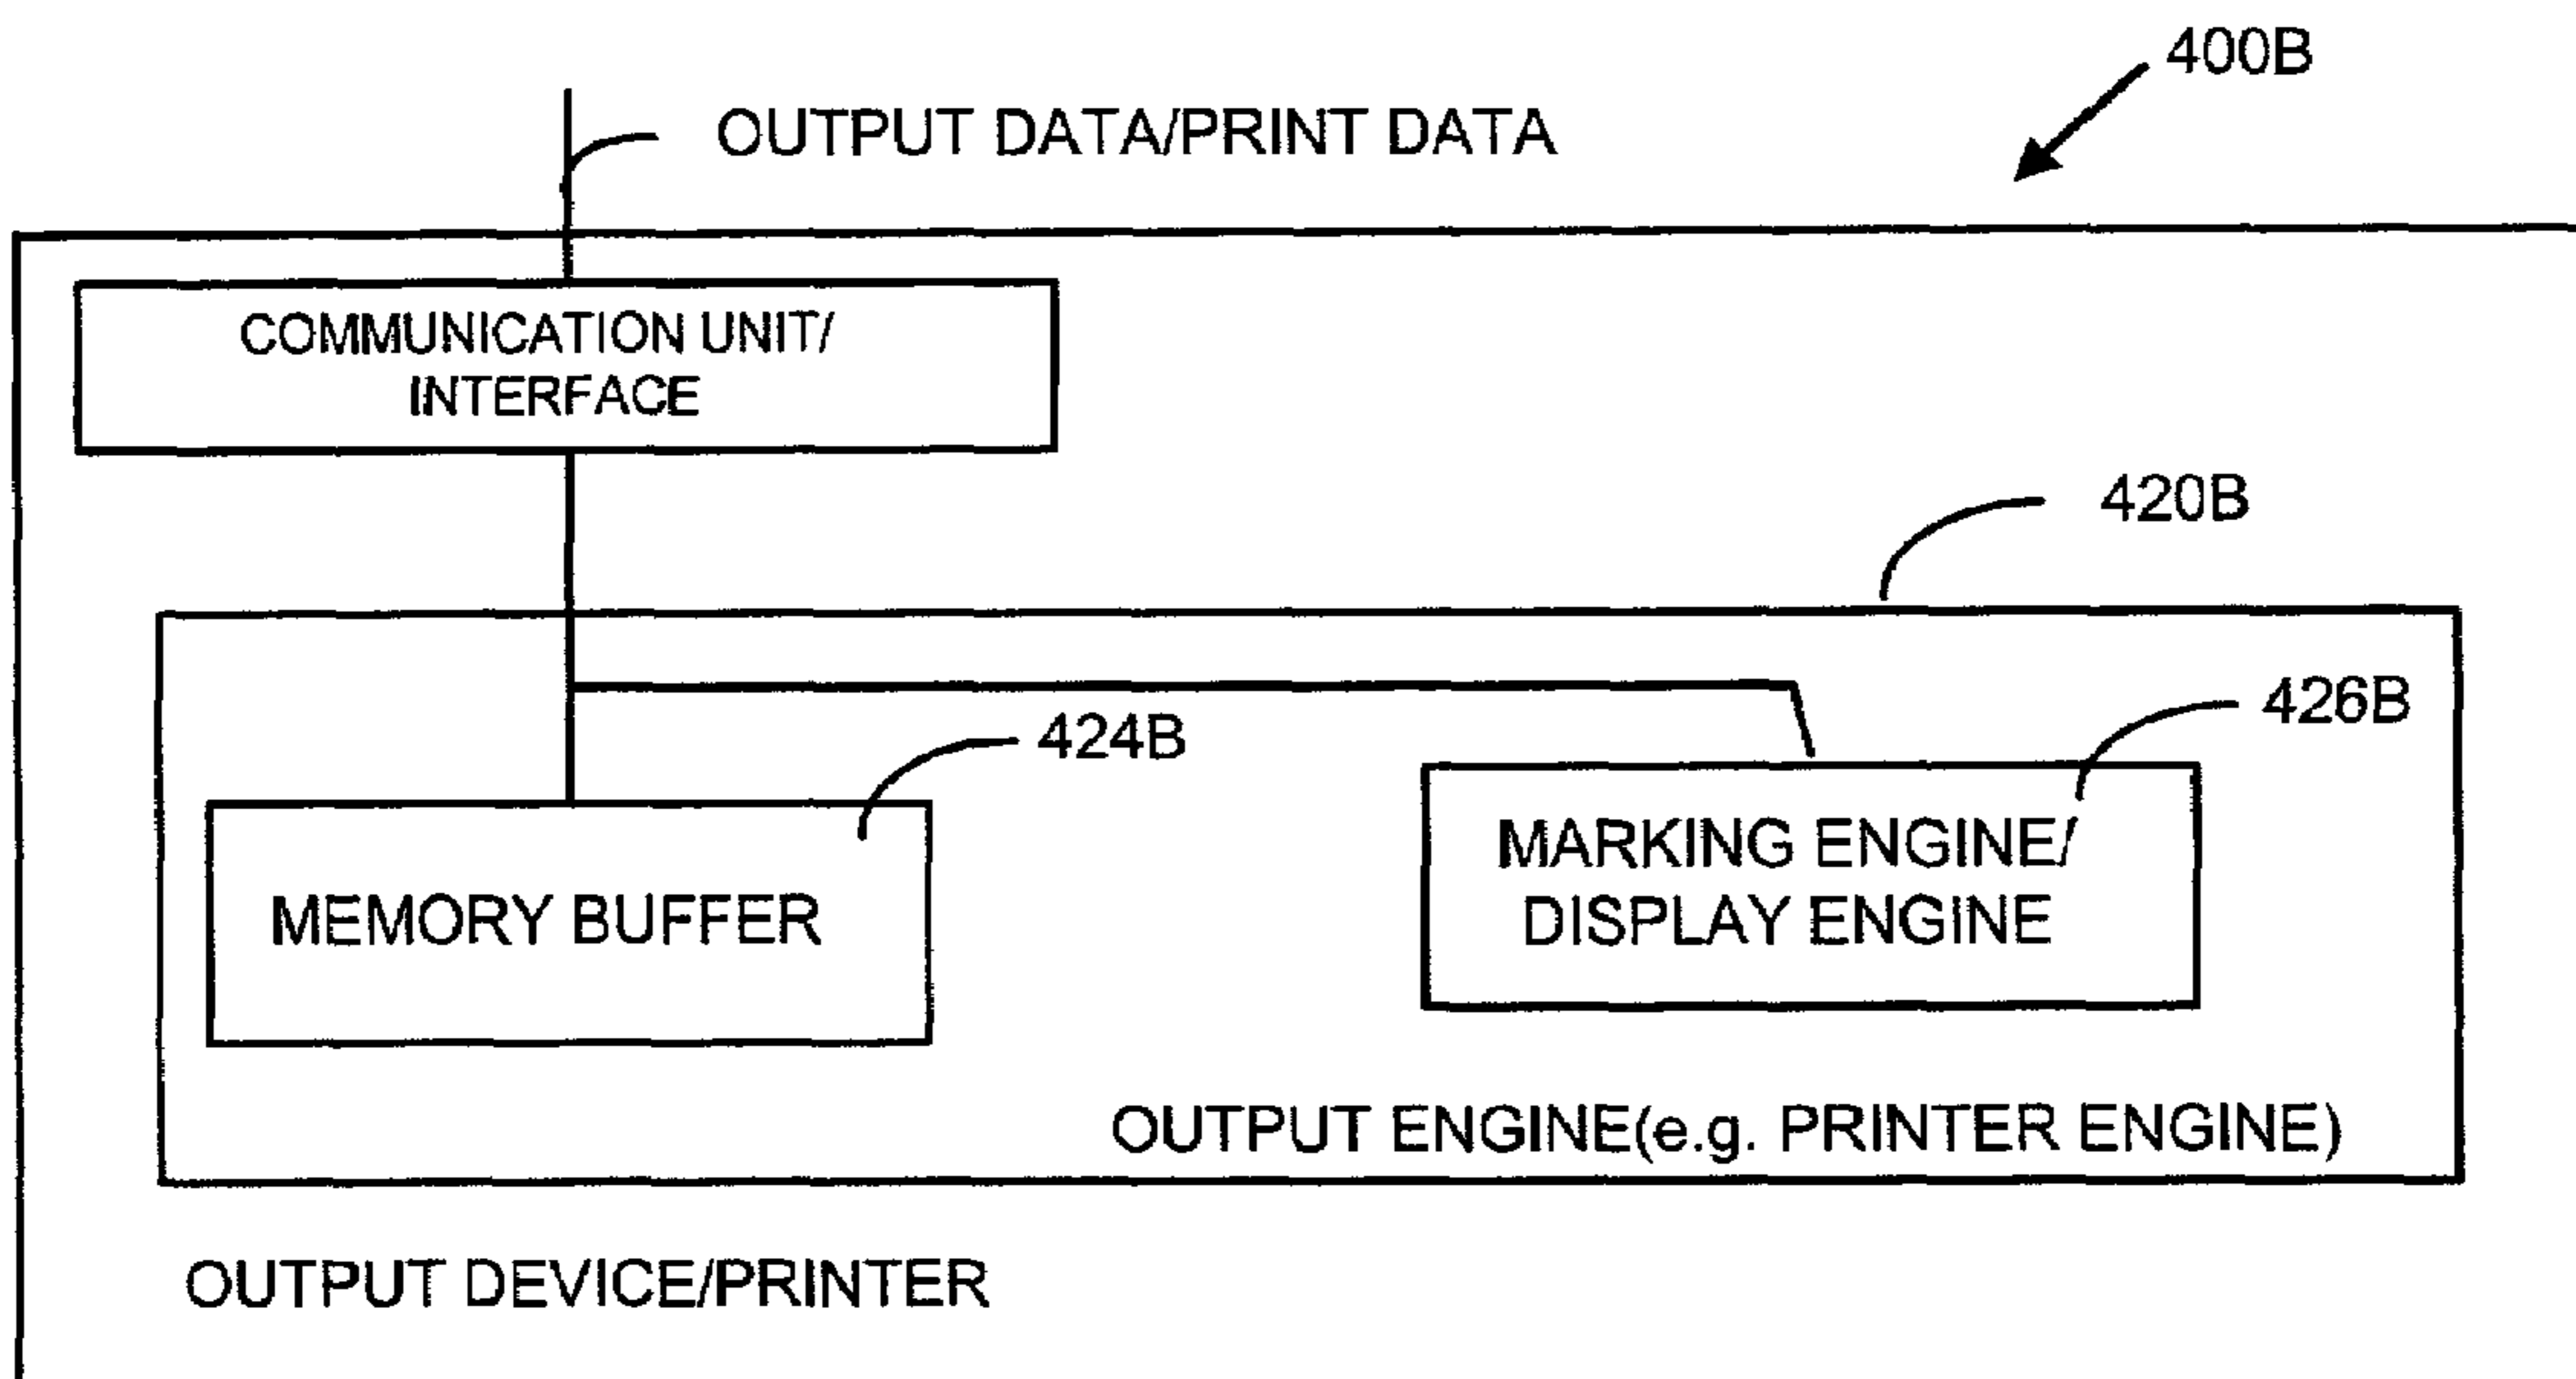 400B
OUTPUT DATA/PRINT DATA
COMMUNICATION UNIT/
INTERFACE
420B
426B
424B
MARKING ENGINE/
DISPLAY ENGINE
MEMORY BUFFER
OUTPUT ENGINE(e.g. PRINTER ENGINE)
OUTPUT DEVICE/PRINTER